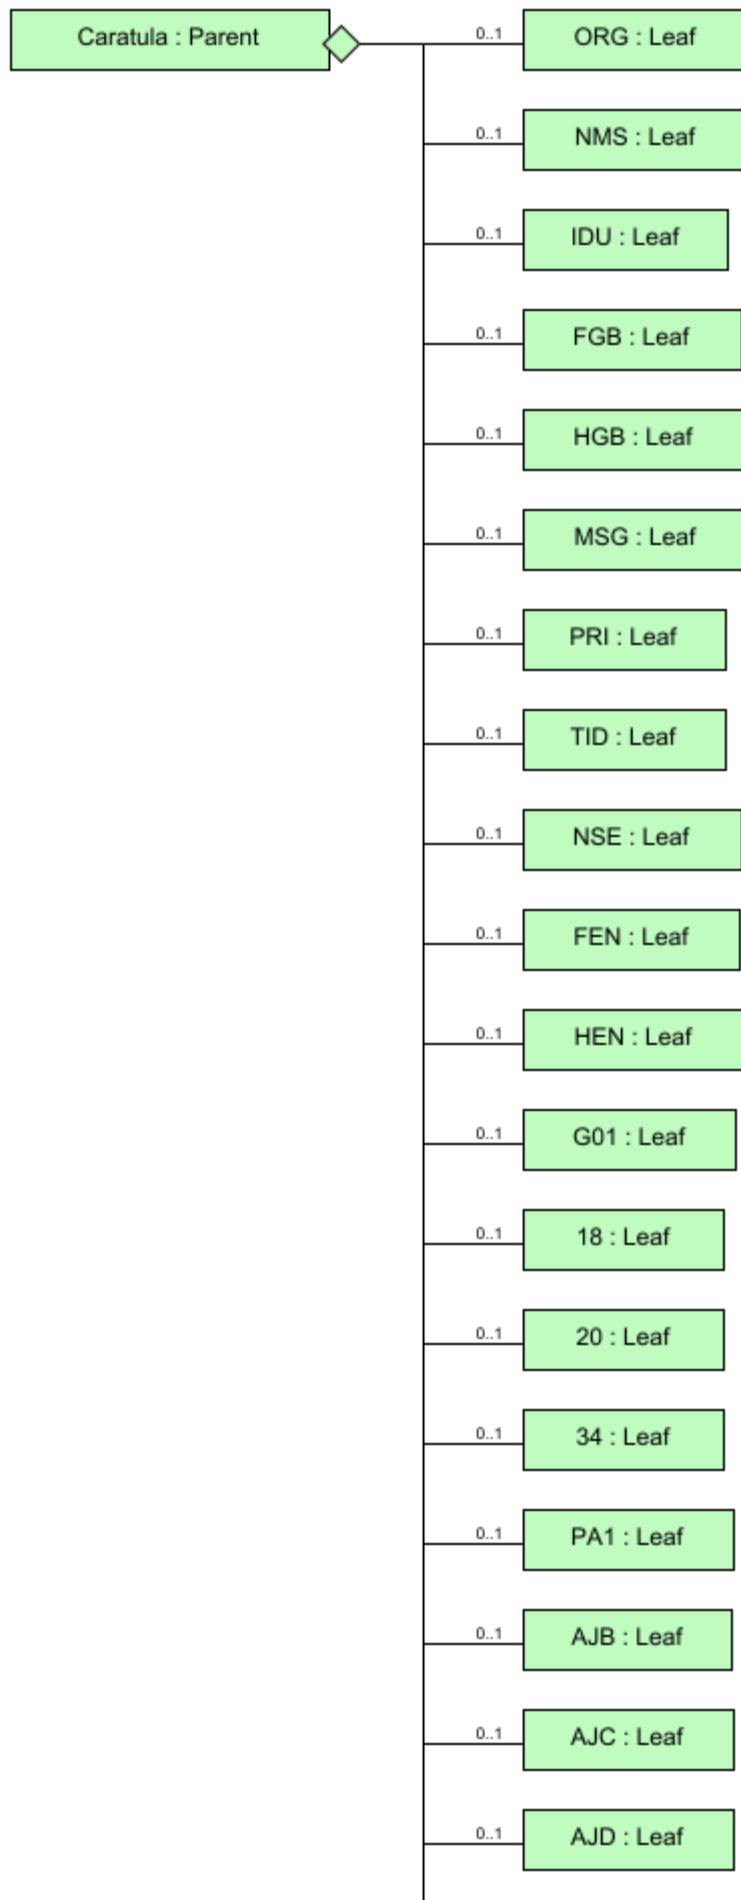 Caratula : Parent
0..1 ORG : Leaf
0..1 NMS : Leaf
0..1 IDU : Leaf
0..1 FGB : Leaf
0..1 HGB : Leaf
0..1 MSG : Leaf
0..1 PRI : Leaf
0..1 TID : Leaf
0..1 NSE : Leaf
0..1 FEN : Leaf
0..1 HEN : Leaf
0..1 G01 : Leaf
0..1 18 : Leaf
0..1 20 : Leaf
0..1 34 : Leaf
0..1 PA1 : Leaf
0..1 AJB : Leaf
0..1 AJC : Leaf
0..1 AJD : Leaf